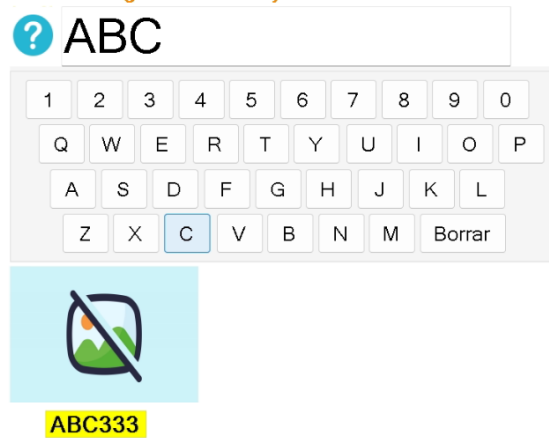 ?
ABC
1 2 3 4 5 6 7 8 9 0
Q W E R T Y U I O P
A S D F G H J K L
Z X C V B N M Borrar
ABC333